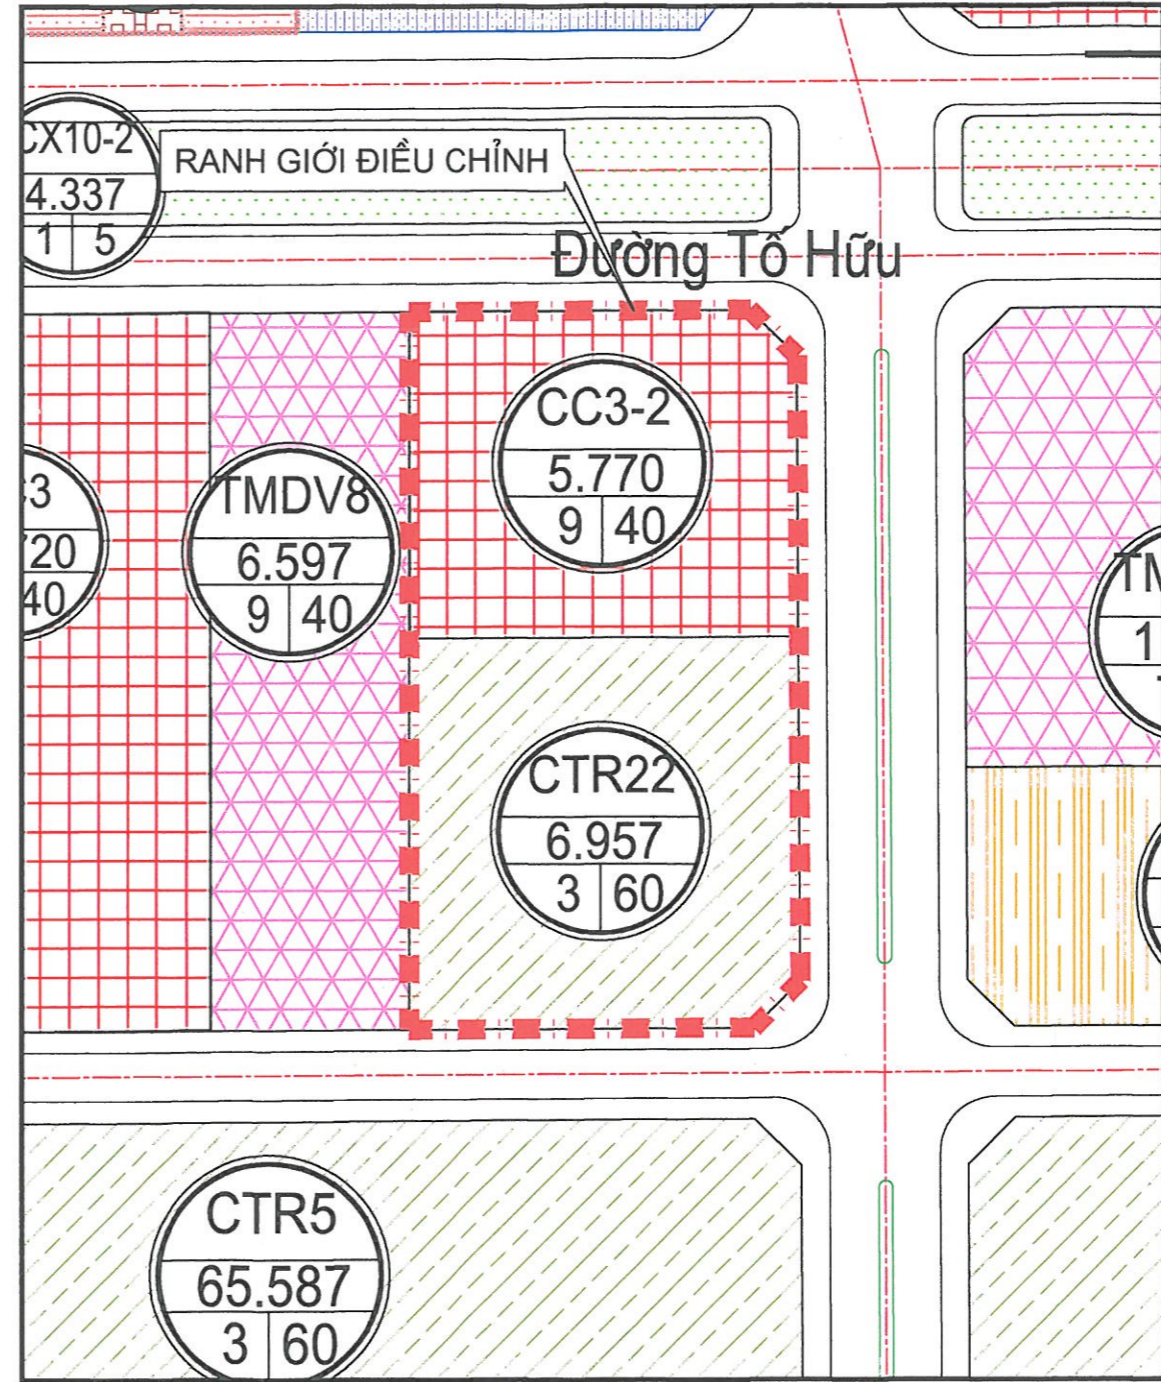 CX10-2
4.337
1 5
RANH GIỚI ĐIỀU CHỈNH
Đường Tố Hữu
CC3-2
5.770
9 40
TMDV8
6.597
9 40
40
CTR22
6.957
3 60
CTR5
65.587
3 60